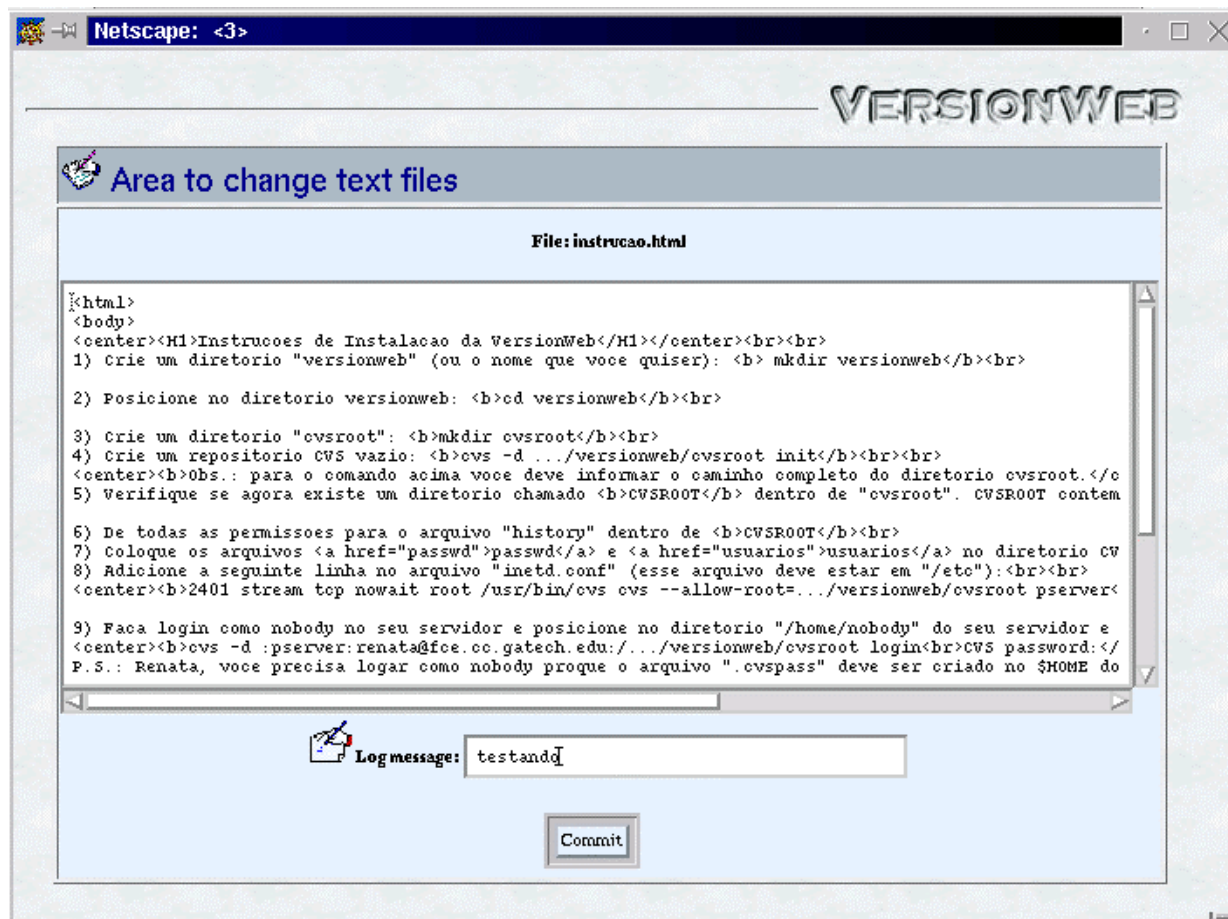 Netscape: <3>
VERSIONWEB
Area to change text files
File: instrucao.html
<html>
<body>
<center><H1>Instrucoes de Instalacao da VersionWeb</H1></center><br><br>
1) Crie um diretorio "versionweb" (ou o nome que voce quiser): <b> mkdir versionweb</b><br>
2) Posicione no diretorio versionweb: <b>cd versionweb</b><br>
3) Crie um diretorio "cvsroot": <b>mkdir cvsroot</b><br>
4) Crie um repositorio CVS vazio: <b>cvs -d .../versionweb/cvsroot init</b><br><br>
<center><b>Obs.: para o comando acima voce deve informar o caminho completo do diretorio cvsroot.</c
5) Verifique se agora existe um diretorio chamado <b>CVSROOT</b> dentro de "cvsroot". CVSROOT contem
6) De todas as permissoes para o arquivo "history" dentro de <b>CVSROOT</b><br>
7) Coloque os arquivos <a href="passwd">passwd</a> e <a href="usuarios">usuarios</a> no diretorio CV
8) Adicione a seguinte linha no arquivo "inetd.conf" (esse arquivo deve estar em "/etc"):<br><br>
<center><b>2401 stream tcp nowait root /usr/bin/cvs cvs --allow-root=.../versionweb/cvsroot pserver<
9) Faca login como nobody no seu servidor e posicione no diretorio "/home/nobody" do seu servidor e
<center><b>cvs -d :pserver:renata@fce.cc.gatech.edu:/.../versionweb/cvsroot login<br>CVS password:</
P.S.: Renata, voce precisa logar como nobody proque o arquivo ".cvspass" deve ser criado no $HOME do
Log message: testando
Commit